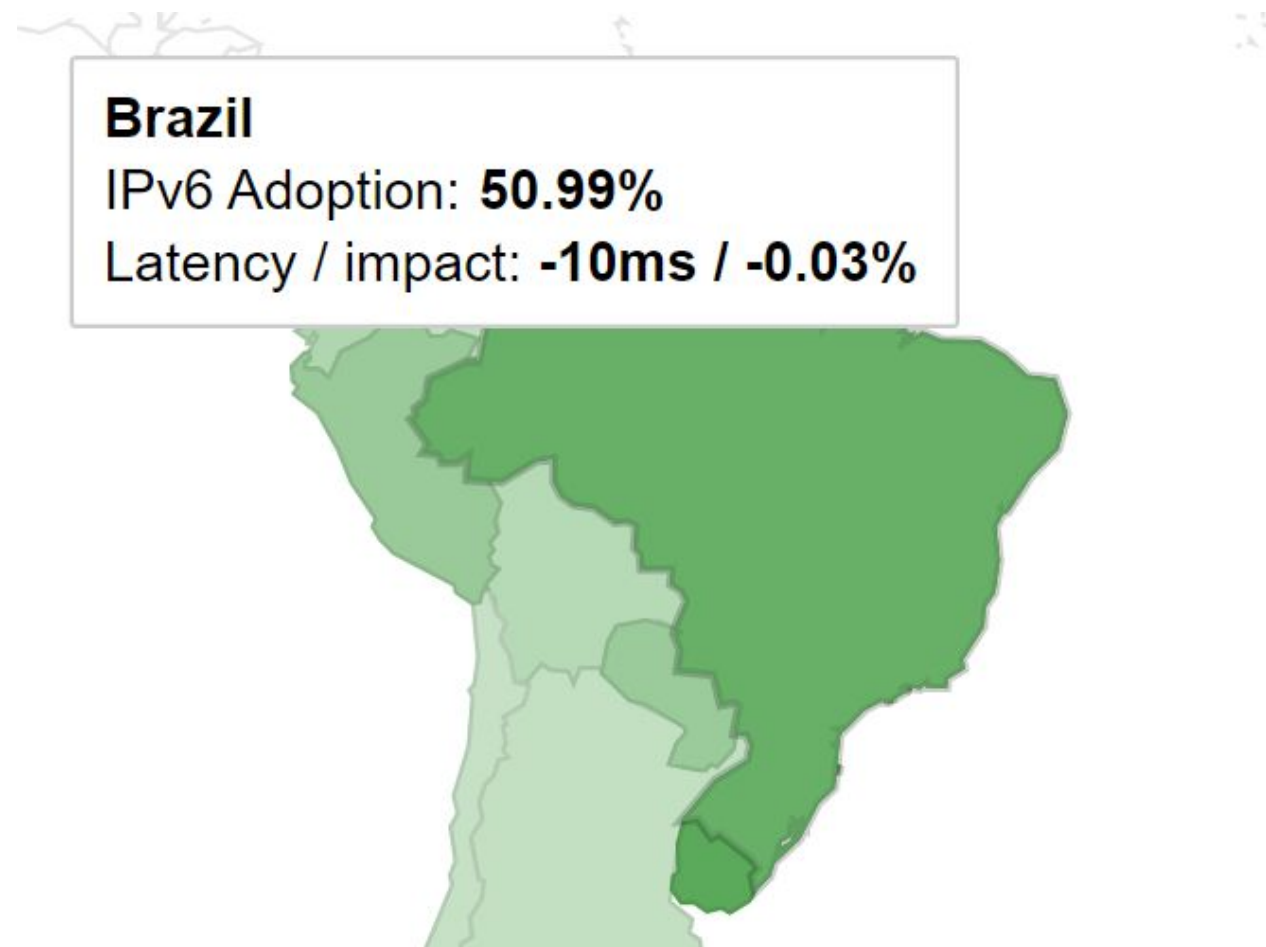 Brazil
IPv6 Adoption: 50.99%
Latency / impact: -10ms / -0.03%